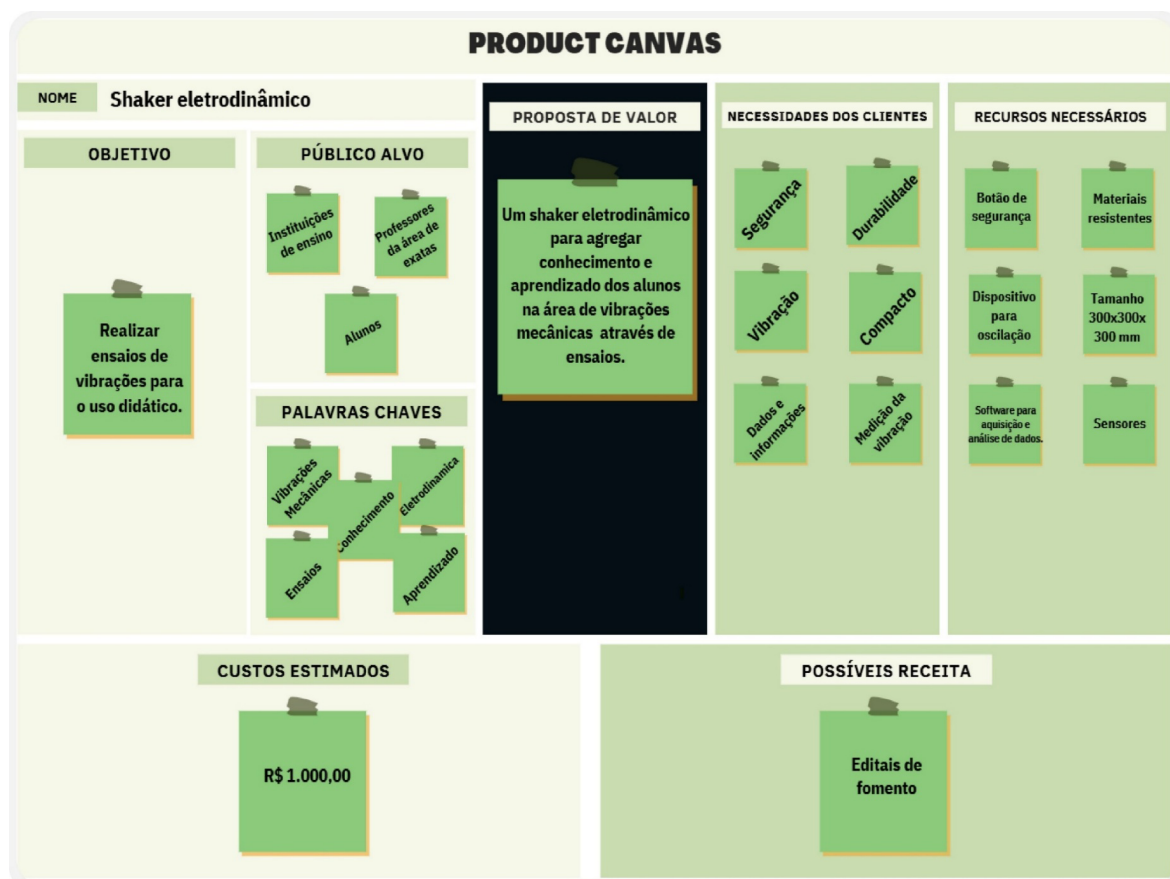 PRODUCT CANVAS
NOME
Shaker eletrodinâmico
OBJETIVO
Realizar
ensaios de
vibrações para
o uso didático.
PÚBLICO ALVO
Instituições
de ensino
Professores
da área de
exatas
Alunos
PALAVRAS CHAVES
Vibrações
Mecânicas
Conhecimento
Eletrodinamica
Ensaios
Aprendizado
PROPOSTA DE VALOR
Um shaker eletrodinâmico
para agregar
conhecimento e
aprendizado dos alunos
na área de vibrações
mecânicas através de
ensaios.
NECESSIDADES DOS CLIENTES
Segurança
Durabilidade
Vibração
Compacto
Dados e
informações
Medição da
vibração
RECURSOS NECESSÁRIOS
Botão de
segurança
Materiais
resistentes
Dispositivo
para
oscilação
Tamanho
300x300x
300 mm
Software para
aquisição e
análise de dados.
Sensores
CUSTOS ESTIMADOS
R$ 1.000,00
POSSÍVEIS RECEITA
Editais de
fomento